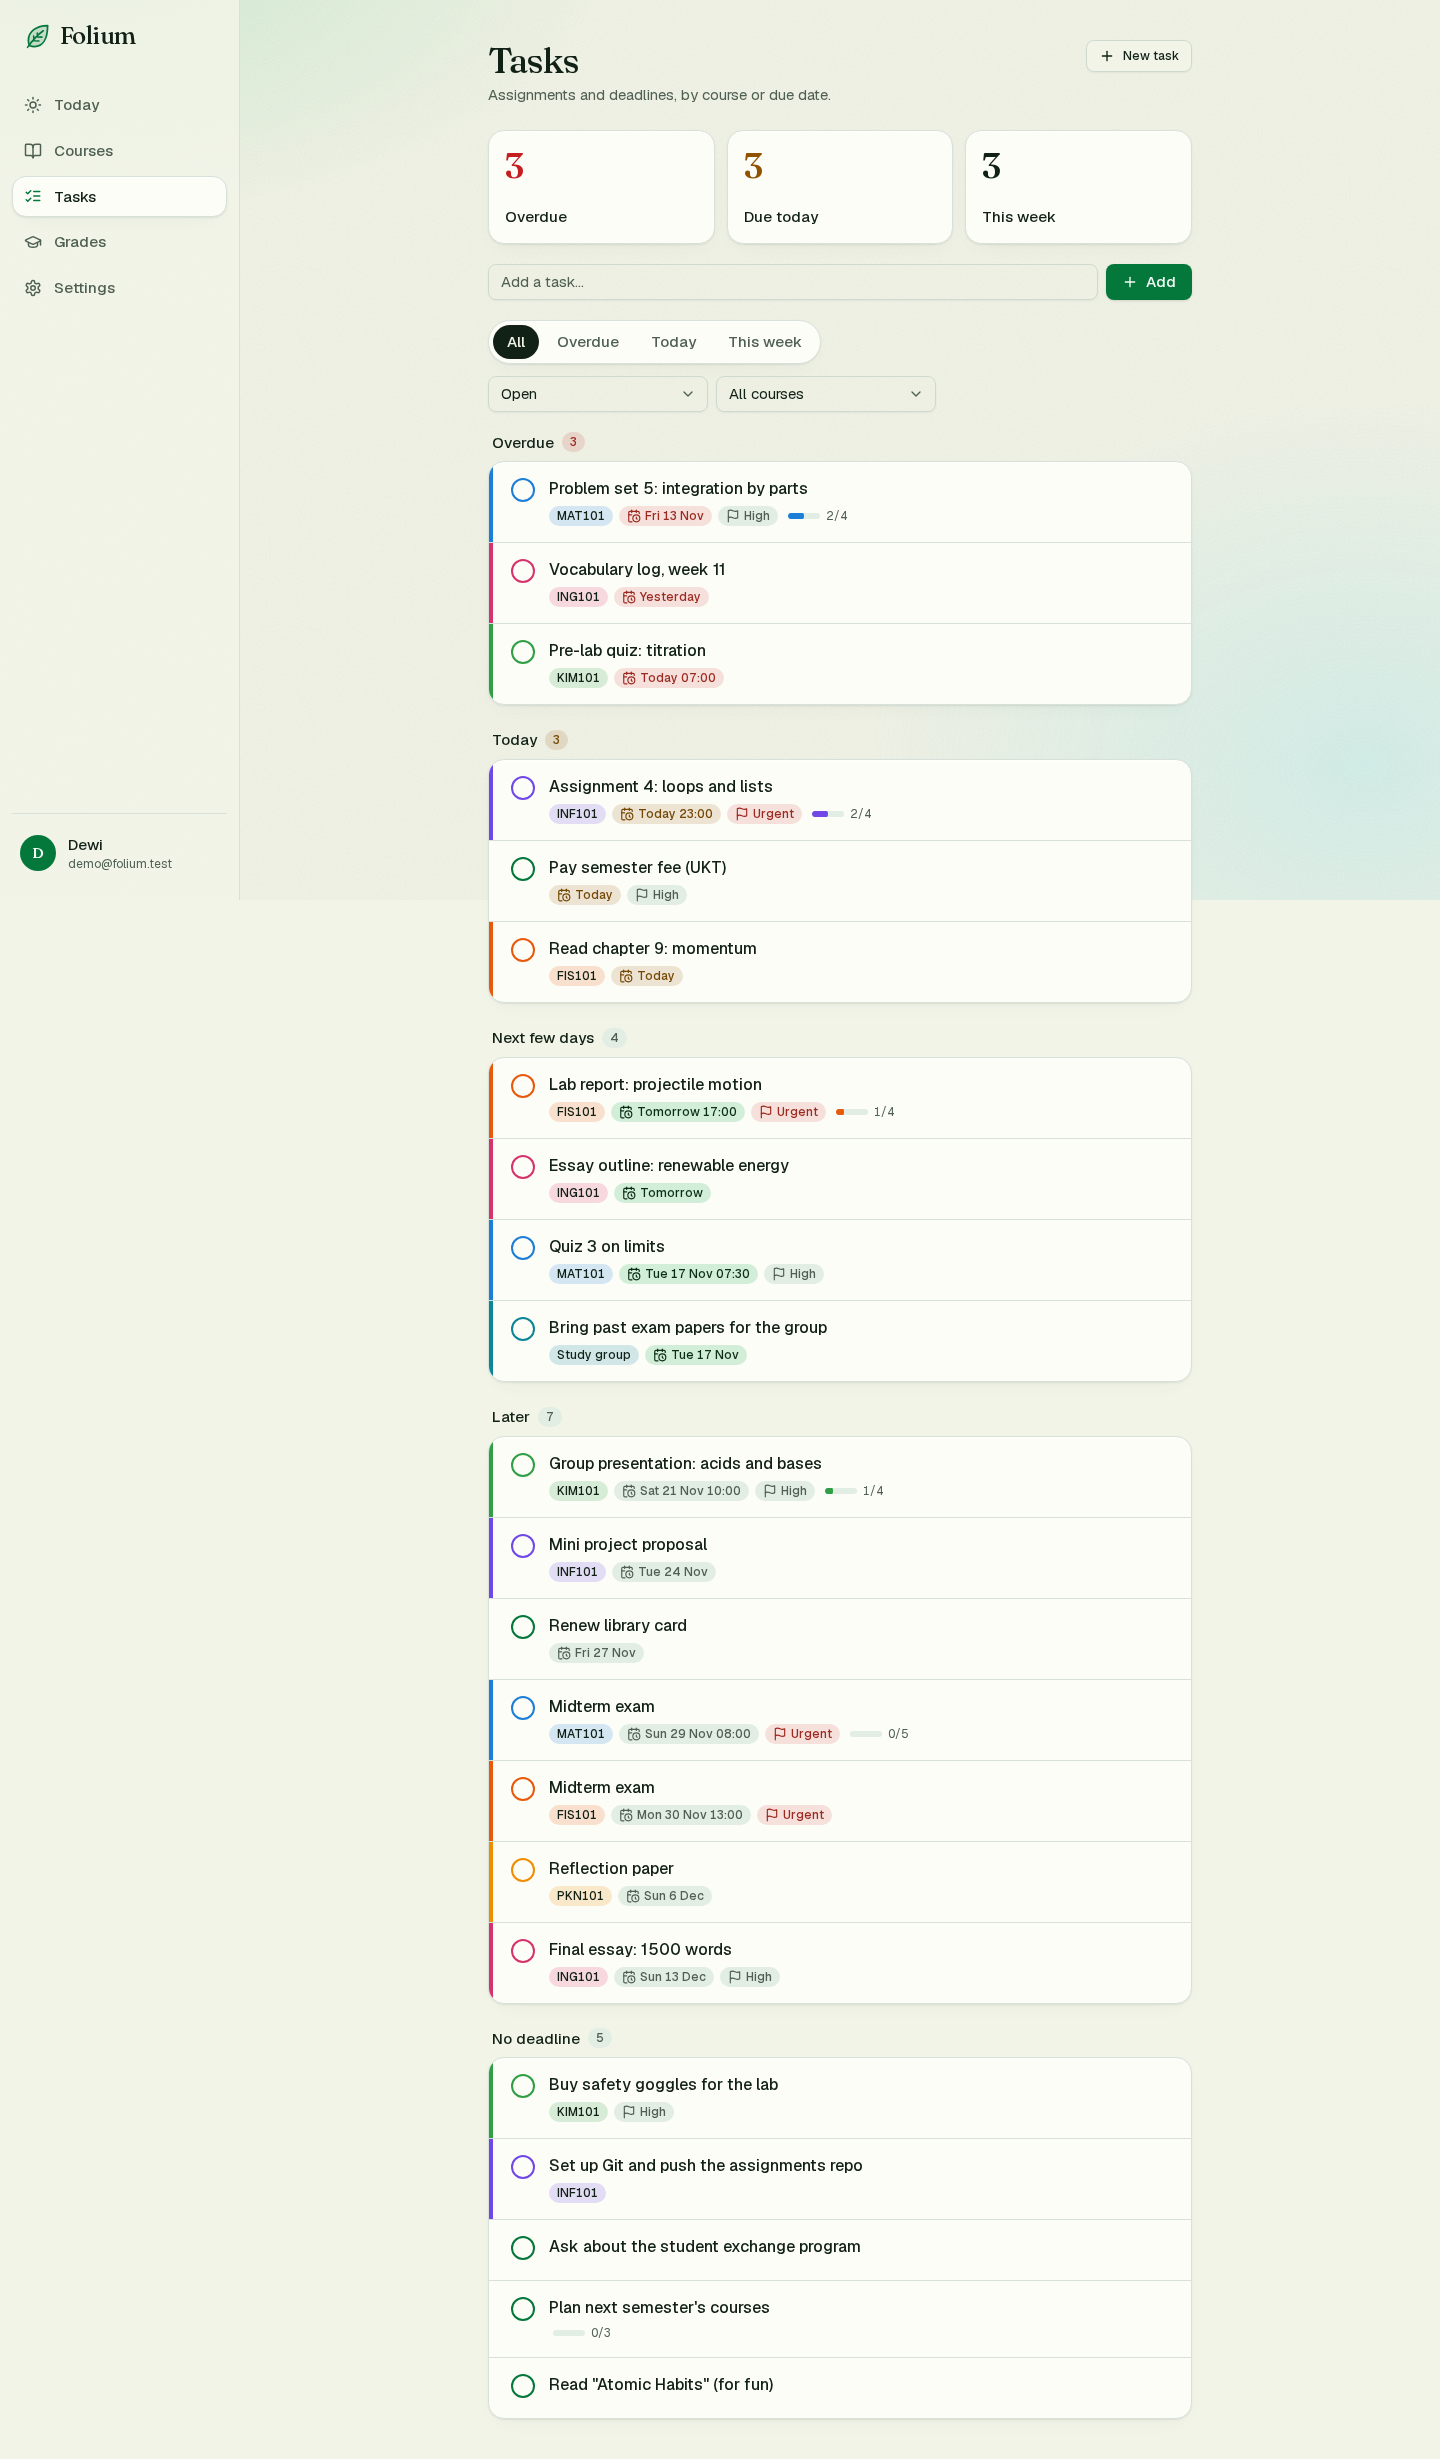 Folium
Today
Courses
Tasks
Grades
Settings
D
Dewi
demo@folium.test
Tasks
New task
Assignments and deadlines, by course or due date.
3
Overdue
3
Due today
3
This week
Add a task...
Add
All Overdue Today This week
Open
All courses
Overdue 3
Problem set 5: integration by parts
MAT101 Fri 13 Nov High 2/4
Vocabulary log, week 11
ING101 Yesterday
Pre-lab quiz: titration
KIM101 Today 07:00
Today 3
Assignment 4: loops and lists
INF101 Today 23:00 Urgent 2/4
Pay semester fee (UKT)
Today High
Read chapter 9: momentum
FIS101 Today
Next few days 4
Lab report: projectile motion
FIS101 Tomorrow 17:00 Urgent 1/4
Essay outline: renewable energy
ING101 Tomorrow
Quiz 3 on limits
MAT101 Tue 17 Nov 07:30 High
Bring past exam papers for the group
Study group Tue 17 Nov
Later 7
Group presentation: acids and bases
KIM101 Sat 21 Nov 10:00 High 1/4
Mini project proposal
INF101 Tue 24 Nov
Renew library card
Fri 27 Nov
Midterm exam
MAT101 Sun 29 Nov 08:00 Urgent 0/5
Midterm exam
FIS101 Mon 30 Nov 13:00 Urgent
Reflection paper
PKN101 Sun 6 Dec
Final essay: 1500 words
ING101 Sun 13 Dec High
No deadline 5
Buy safety goggles for the lab
KIM101 High
Set up Git and push the assignments repo
INF101
Ask about the student exchange program
Plan next semester's courses
0/3
Read "Atomic Habits" (for fun)